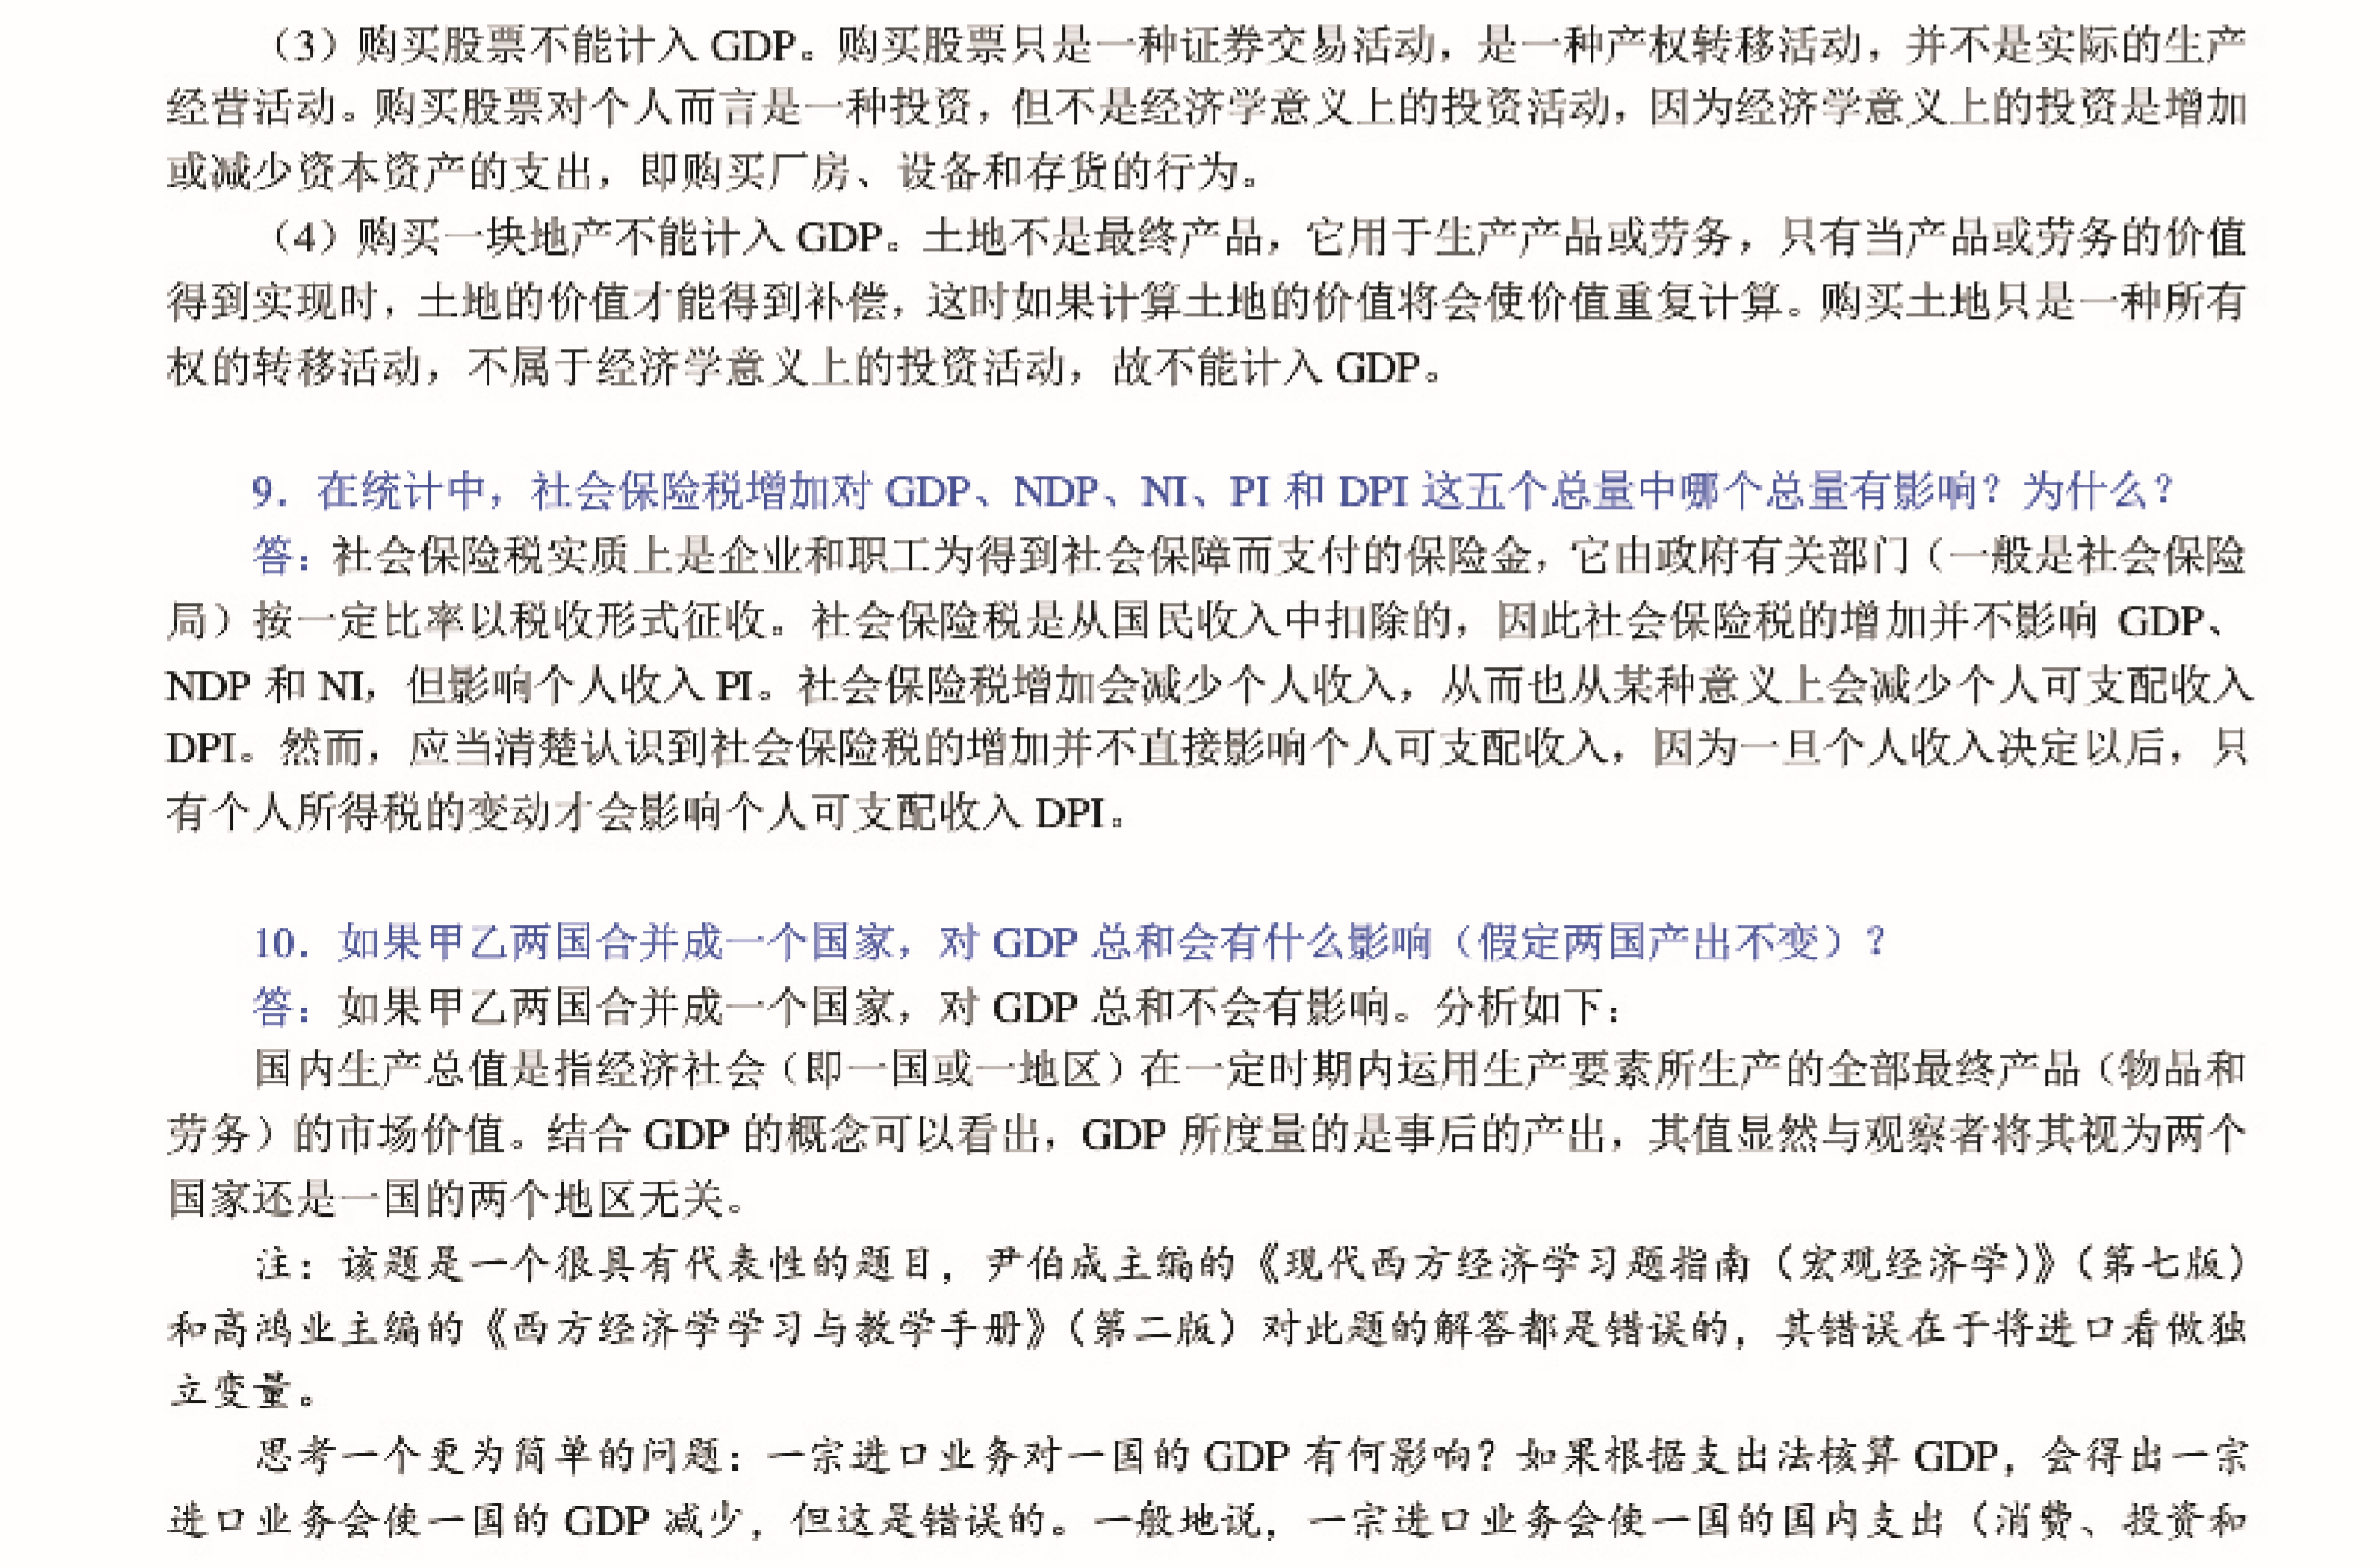 （3）购买股票不能计入 GDP。购买股票只是一种证券交易活动，是一种产权转移活动，并不是实际的生产
经营活动。购买股票对个人而言是一种投资，但不是经济学意义上的投资活动，因为经济学意义上的投资是增加
或减少资本资产的支出，即购买厂房、设备和存货的行为。
（4）购买一块地产不能计入 GDP。土地不是最终产品，它用于生产产品或劳务，只有当产品或劳务的价值
得到实现时，土地的价值才能得到补偿，这时如果计算土地的价值将会使价值重复计算。购买土地只是一种所有
权的转移活动，不属于经济学意义上的投资活动，故不能计入 GDP。
9．在统计中，社会保险税增加对 GDP、NDP、NI、PI 和 DPI 这五个总量中哪个总量有影响？为什么？
答：社会保险税实质上是企业和职工为得到社会保障而支付的保险金，它由政府有关部门（一般是社会保险
局）按一定比率以税收形式征收。社会保险税是从国民收入中扣除的，因此社会保险税的增加并不影响 GDP、
NDP 和 NI，但影响个人收入 PI。社会保险税增加会减少个人收入，从而也从某种意义上会减少个人可支配收入
DPI。然而，应当清楚认识到社会保险税的增加并不直接影响个人可支配收入，因为一旦个人收入决定以后，只
有个人所得税的变动才会影响个人可支配收入 DPI。
10．如果甲乙两国合并成一个国家，对 GDP 总和会有什么影响（假定两国产出不变）？
答：如果甲乙两国合并成一个国家，对 GDP 总和不会有影响。分析如下：
国内生产总值是指经济社会（即一国或一地区）在一定时期内运用生产要素所生产的全部最终产品（物品和
劳务）的市场价值。结合 GDP 的概念可以看出，GDP 所度量的是事后的产出，其值显然与观察者将其视为两个
国家还是一国的两个地区无关。
注：该题是一个很具有代表性的题目，尹伯成主编的《现代西方经济学习题指南（宏观经济学）》（第七版）
和高鸿业主编的《西方经济学学习与教学手册》（第二版）对此题的解答都是错误的，其错误在于将进口看做独
立变量。
思考一个更为简单的问题：一宗进口业务对一国的 GDP 有何影响？如果根据支出法核算 GDP，会得出一宗
进口业务会使一国的 GDP 减少，但这是错误的。一般地说，一宗进口业务会使一国的国内支出（消费、投资和